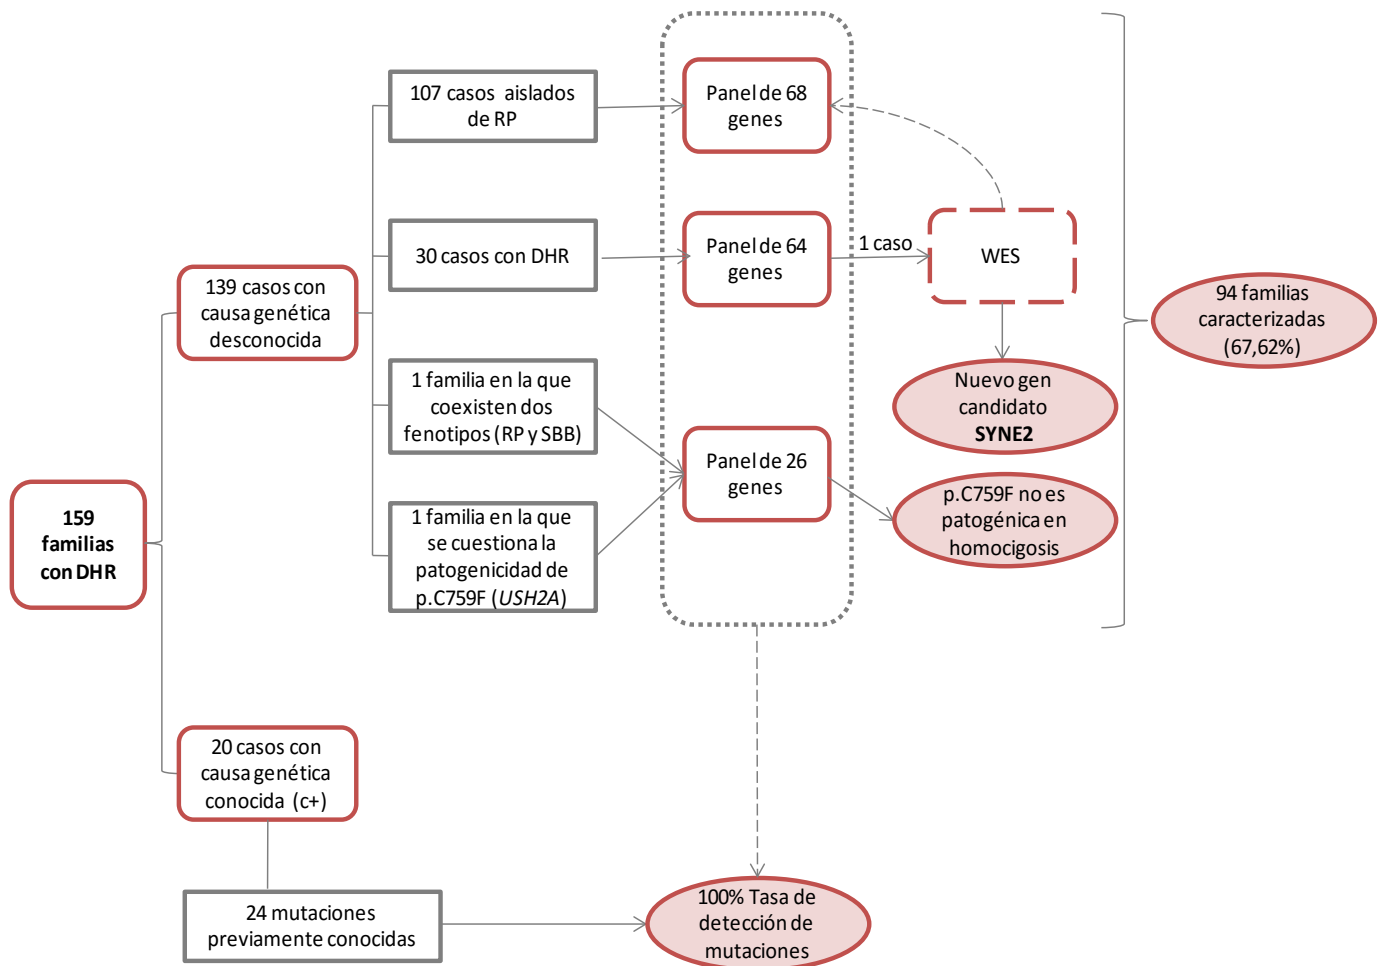 159
familias
con DHR
139 casos con
causa genética
desconocida
20 casos con
causa genética
conocida (c+)
107 casos aislados
de RP
30 casos con DHR
1 familia en la que
coexisten dos
fenotipos (RP y SBB)
1 familia en la que
se cuestiona la
patogenicidad de
p.C759F (USH2A)
24 mutaciones
previamente conocidas
Panel de 68
genes
Panel de 64
genes
Panel de 26
genes
1 caso
WES
Nuevo gen
candidato
SYNE2
p.C759F no es
patogénica en
homocigosis
94 familias
caracterizadas
(67,62%)
100% Tasa de
detección de
mutaciones